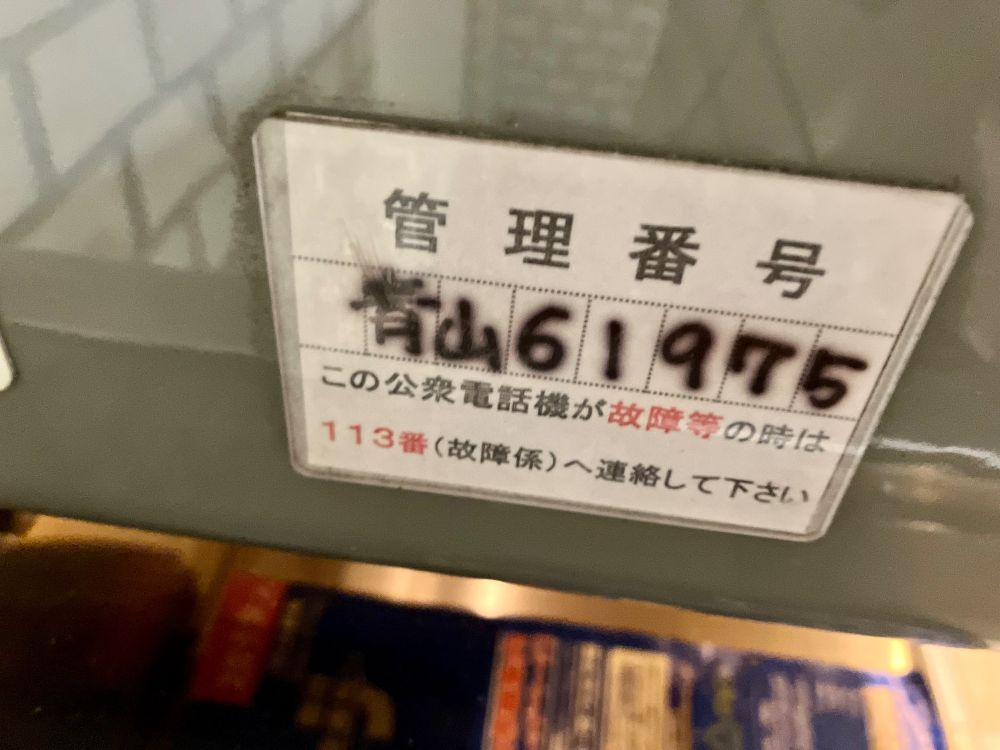 管理番号
青山61975
この公衆電話機が故障等の時は
113番(故障係)へ連絡して下さい